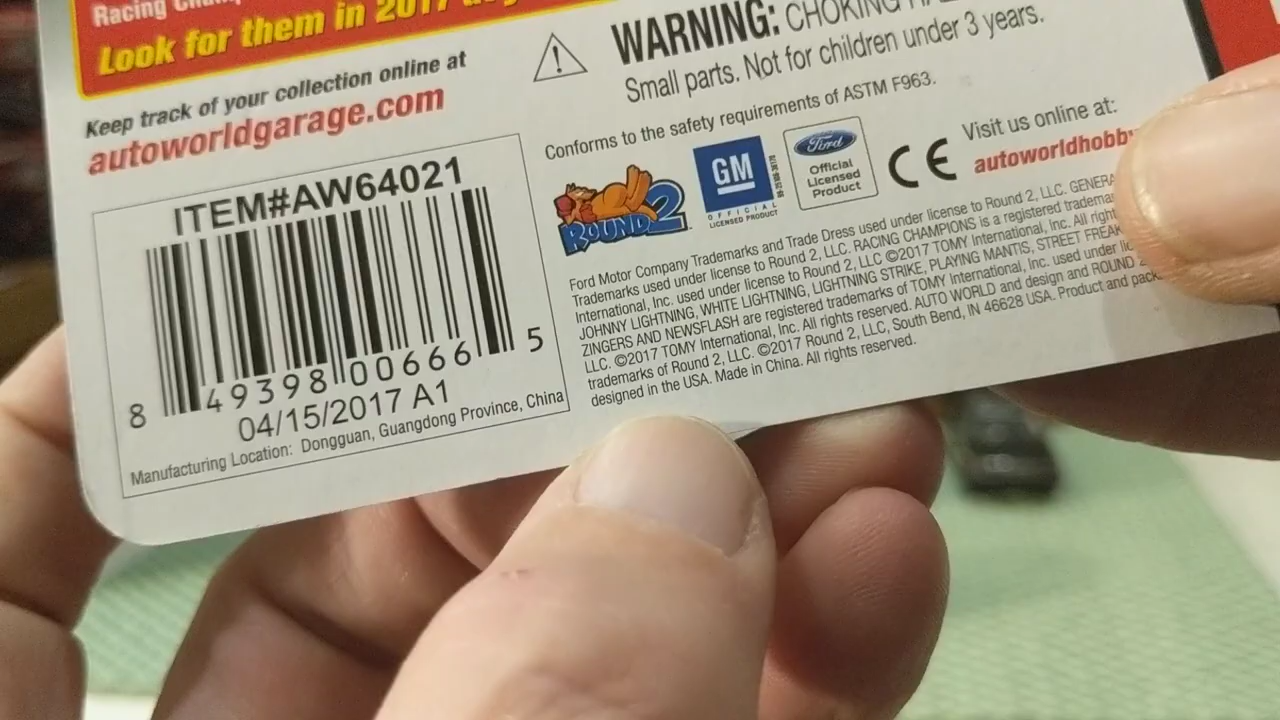 Racing
Look for them in 2017
Keep track of your collection online at
autoworldgarage.com
ITEM#AW64021
8 49398 00666 5
04/15/2017 A1
Manufacturing Location: Dongguan, Guangdong Province, China
WARNING: CHOKING
Small parts. Not for children under 3 years.
Conforms to the safety requirements of ASTM F963.
ROUND 2
GM
OFFICIAL
LICENSED PRODUCT
Ford
Official
Licensed
Product
CE
Visit us online at:
Ford Motor Company Trademarks and Trade Dress used under license to Round 2, LLC.
Trademarks used under license to Round 2, LLC. RACING CHAMPIONS is a registered
International, Inc. used under license to Round 2, LLC ©2017 TOMY International, Inc. All
JOHNNY LIGHTNING, WHITE LIGHTNING, LIGHTNING STRIKE, PLAYING MANTIS, STREET
ZINGERS AND NEWSFLASH are registered trademarks of TOMY International, Inc. used under
LLC. ©2017 TOMY International, Inc. All rights reserved. AUTO WORLD and design and ROUND 2
trademarks of Round 2, LLC. ©2017 Round 2, LLC, South Bend, IN 46628 USA. Product and
designed in the USA. Made in China. All rights reserved.